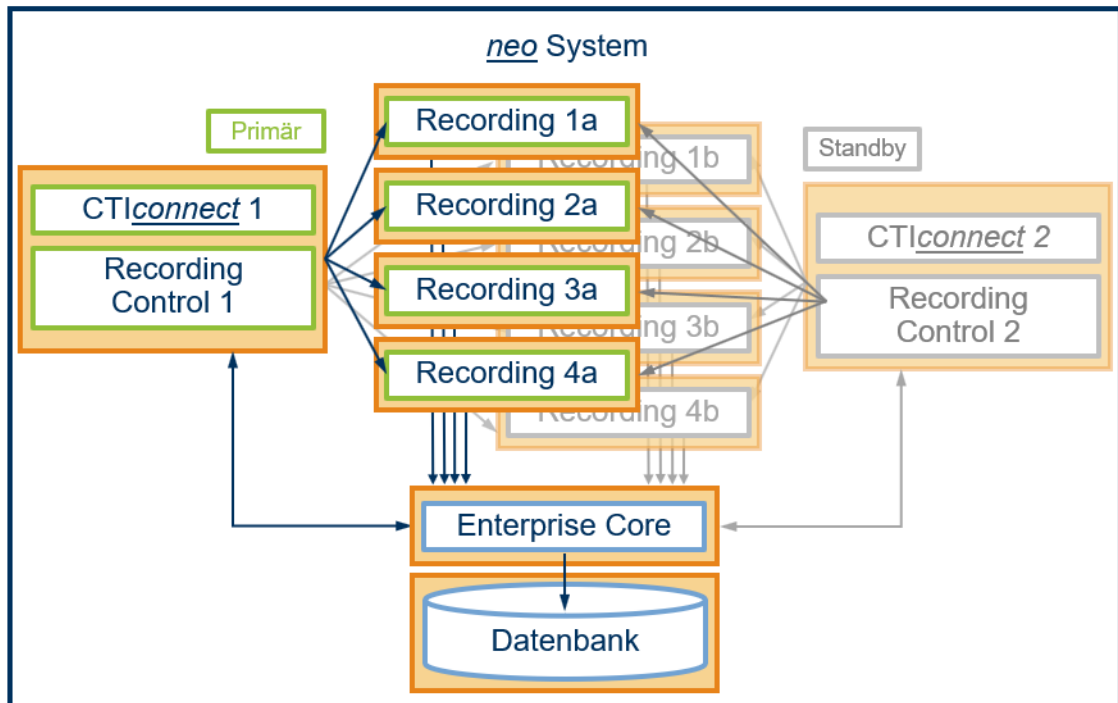 neo System
Primär
Standby
CTIconnect 1
Recording
Control 1
Recording 1a
Recording 1b
Recording 2a
Recording 2b
Recording 3a
Recording 3b
Recording 4a
Recording 4b
CTIconnect 2
Recording
Control 2
Enterprise Core
Datenbank